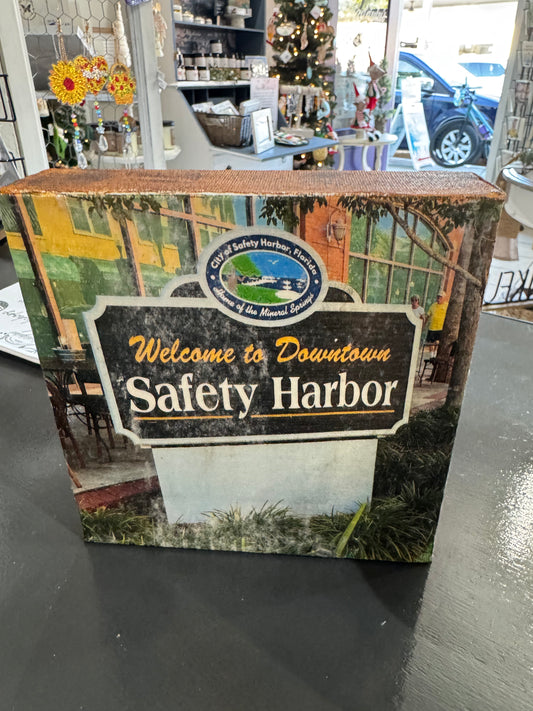 City of Safety Harbor, Florida
Home of the Mineral Springs
Welcome to Downtown
Safety Harbor